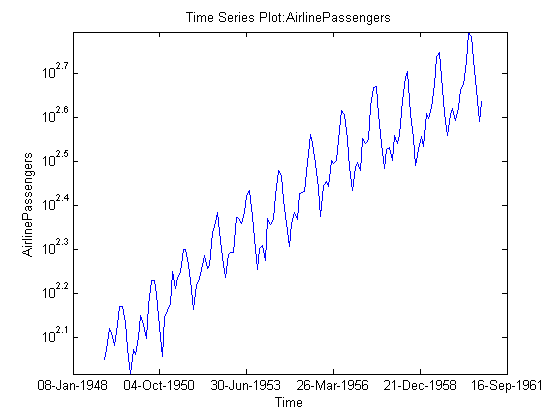 Time Series Plot:AirlinePassengers
AirlinePassengers
10^2.7
10^2.6
10^2.5
10^2.4
10^2.3
10^2.2
10^2.1
08-Jan-1948 04-Oct-1950 30-Jun-1953 26-Mar-1956 21-Dec-1958 16-Sep-1961
Time